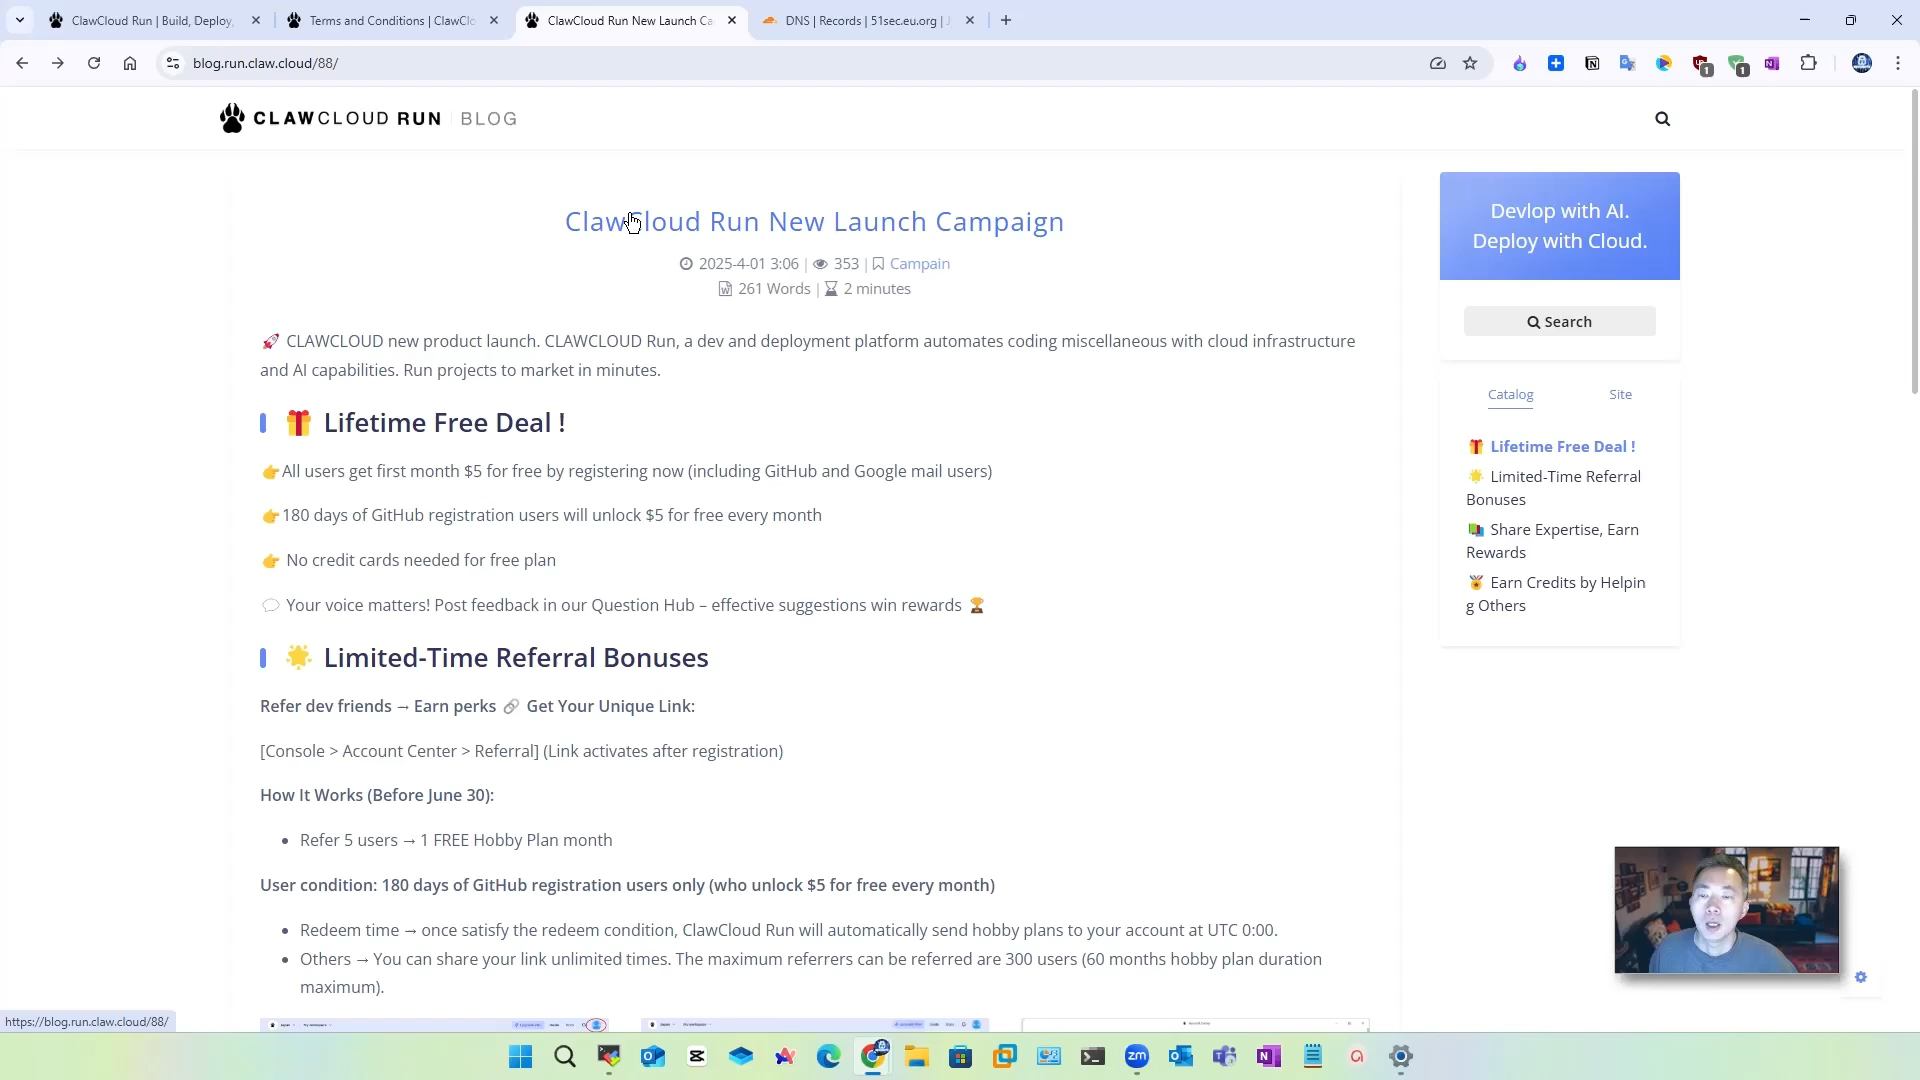 ClawCloud Run | Build, Deploy,
Terms and Conditions | ClawClo
ClawCloud Run New Launch Ca
DNS | Records | 51sec.eu.org | J
blog.run.claw.cloud/88/
1
1
CLAWCLOUD RUN | BLOG
ClawCloud Run New Launch Campaign
2025-4-01 3:06 | 353 | Campain
261 Words | 2 minutes
🚀 CLAWCLOUD new product launch. CLAWCLOUD Run, a dev and deployment platform automates coding miscellaneous with cloud infrastructure
and AI capabilities. Run projects to market in minutes.
🎁 Lifetime Free Deal !
👉All users get first month $5 for free by registering now (including GitHub and Google mail users)
👉180 days of GitHub registration users will unlock $5 for free every month
👉 No credit cards needed for free plan
💬 Your voice matters! Post feedback in our Question Hub – effective suggestions win rewards 🏆
🌟 Limited-Time Referral Bonuses
Refer dev friends → Earn perks 🔗 Get Your Unique Link:
[Console > Account Center > Referral] (Link activates after registration)
How It Works (Before June 30):
• Refer 5 users → 1 FREE Hobby Plan month
User condition: 180 days of GitHub registration users only (who unlock $5 for free every month)
• Redeem time → once satisfy the redeem condition, ClawCloud Run will automatically send hobby plans to your account at UTC 0:00.
• Others → You can share your link unlimited times. The maximum referrers can be referred are 300 users (60 months hobby plan duration
maximum).
Devlop with AI.
Deploy with Cloud.
Search
Catalog
Site
🎁 Lifetime Free Deal !
🌟 Limited-Time Referral
Bonuses
📚 Share Expertise, Earn
Rewards
🏅 Earn Credits by Helpin
g Others
https://blog.run.claw.cloud/88/
zm